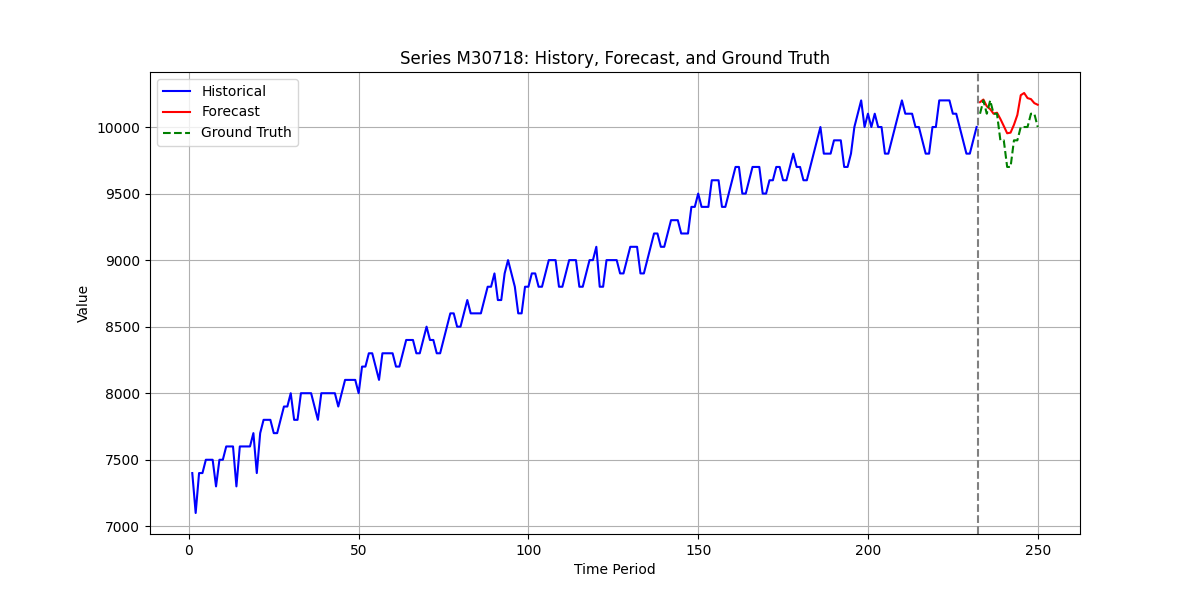 Series M30718: History, Forecast, and Ground Truth
Historical
Forecast
Ground Truth
Value
10000
9500
9000
8500
8000
7500
7000
0 50 100 150 200 250
Time Period